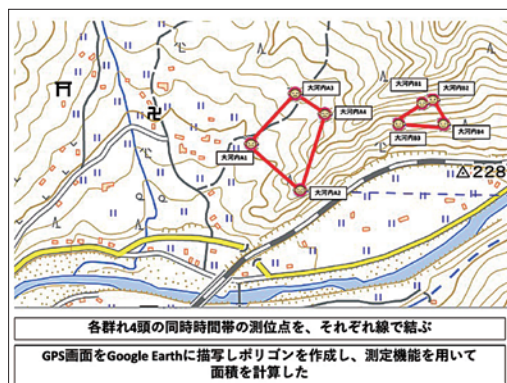 大河内A3
大河内A4
大河内A1
大河内A2
大河内B1
大河内B2
大河内B3
大河内B4
228
各群れ4頭の同時時間帯の測位点を、それぞれ線で結ぶ
GPS画面をGoogle Earthに描写しポリゴンを作成し、測定機能を用いて
面積を計算した